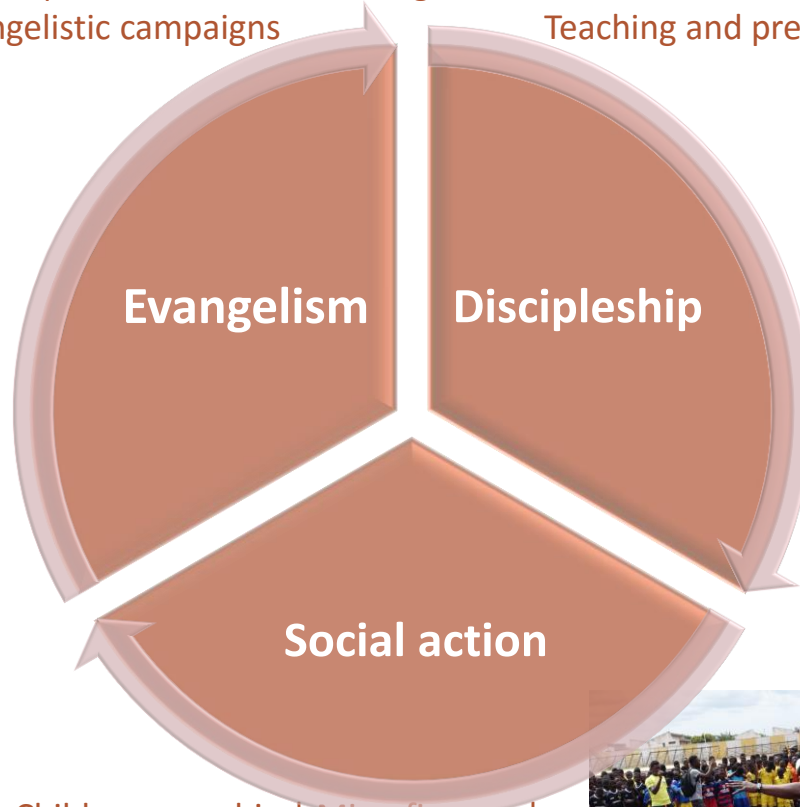 ngelistic campaigns
Teaching and pre
Evangelism
Discipleship
Social action